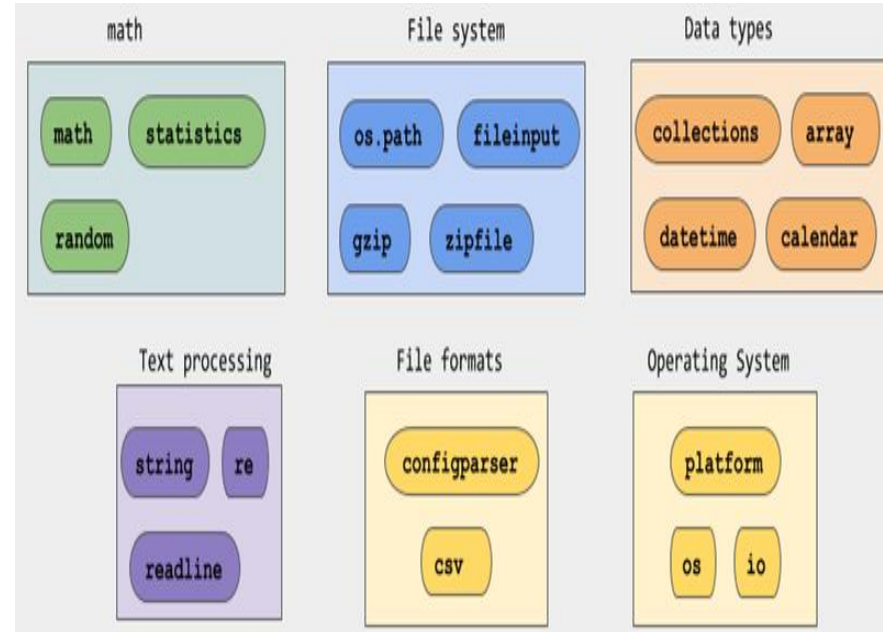 math
math statistics
random
File system
os.path fileinput
gzip zipfile
Data types
collections array
datetime calendar
Text processing
string re
readline
File formats
configparser
csv
Operating System
platform
os io